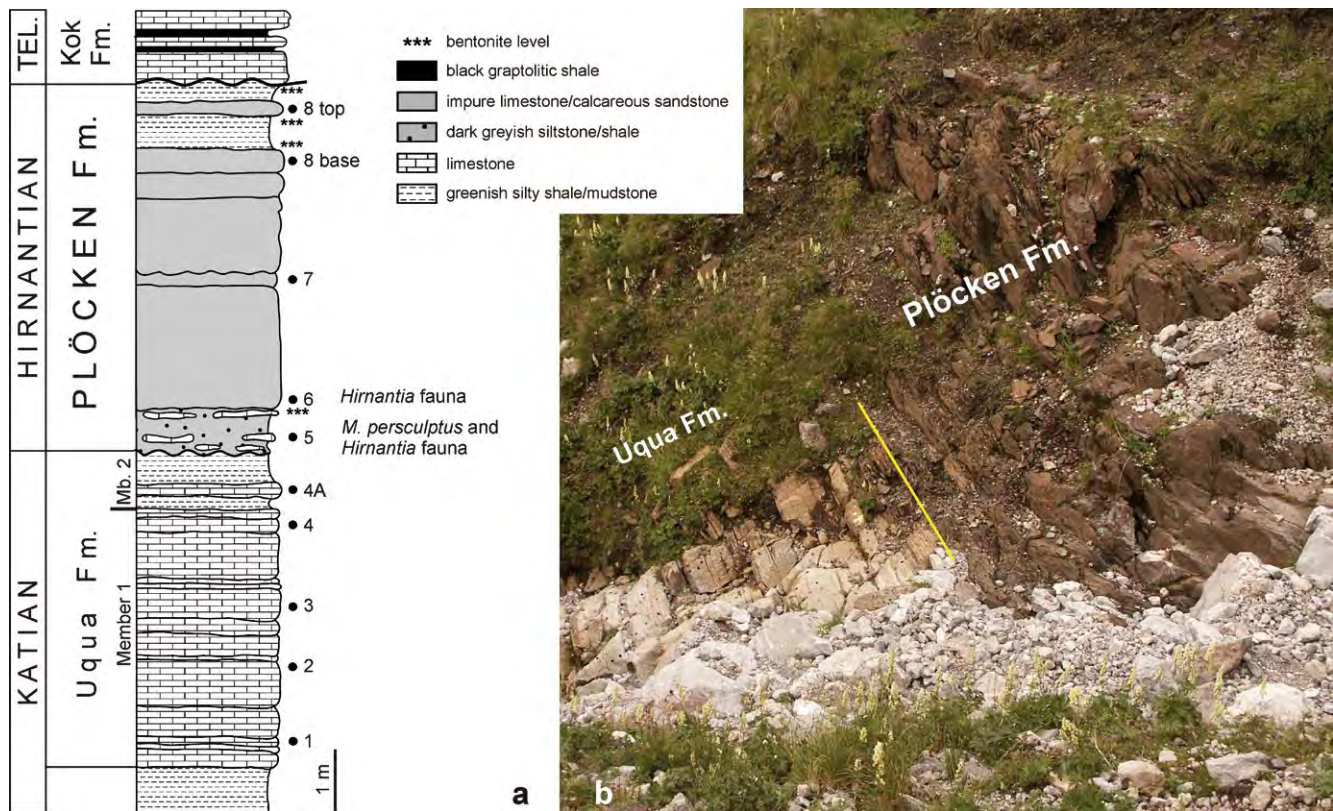 TEL.
Kok
Fm.
HIRNANTIAN
PLÖCKEN Fm.
KATIAN
Uqua Fm.
Mb. 2
Member 1
***
8 top
***
***
8 base
7
6
Hirnantia fauna
***
5
M. persculptus and
Hirnantia fauna
4A
4
3
2
1
1 m
a
*** bentonite level
black graptolitic shale
impure limestone/calcareous sandstone
dark greyish siltstone/shale
limestone
greenish silty shale/mudstone
Uqua Fm.
Plöcken Fm.
b